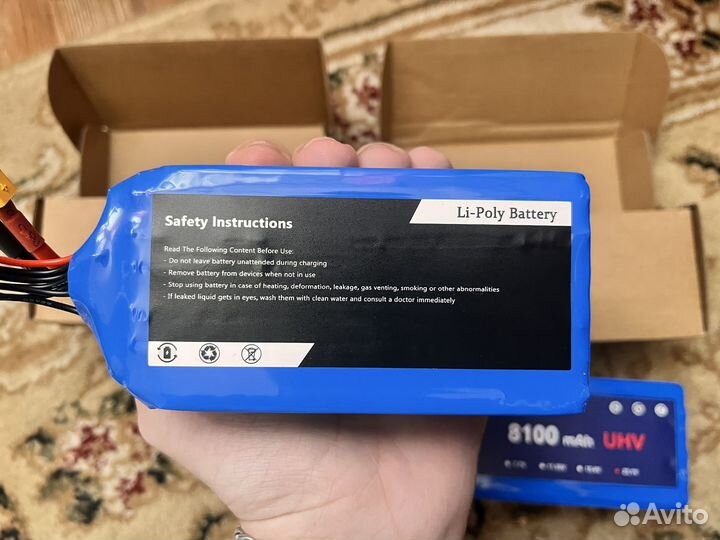 Li-Poly Battery
Safety Instructions
Read The Following Content Before Use:
- Do not leave battery unattended during charging
- Remove battery from devices when not in use
- Stop using battery in case of heating, deformation, leakage, gas venting, smoking or other abnormalities
- If leaked liquid gets in eyes, wash them with clean water and consult a doctor immediately
8100 mAh UHV
Avito